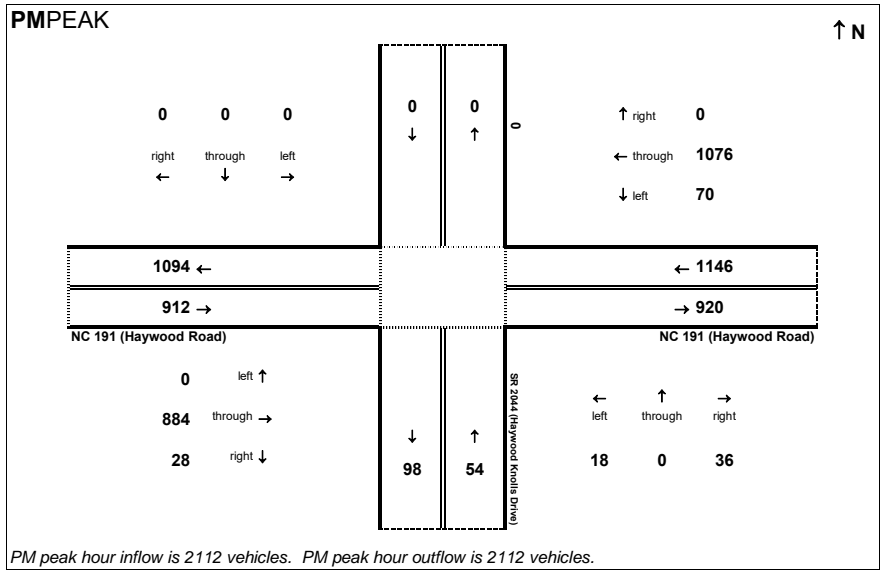 PMPEAK
↑ N
0 0 0
right through left
← ↓ →
0 0
↓ ↑
0
↑ right 0
← through 1076
↓ left 70
1094 ←
← 1146
912 →
→ 920
NC 191 (Haywood Road)
NC 191 (Haywood Road)
0 left ↑
884 through →
28 right ↓
↓ ↑
98 54
SR 2044 (Haywood Knolls Drive)
← ↑ →
left through right
18 0 36
PM peak hour inflow is 2112 vehicles. PM peak hour outflow is 2112 vehicles.